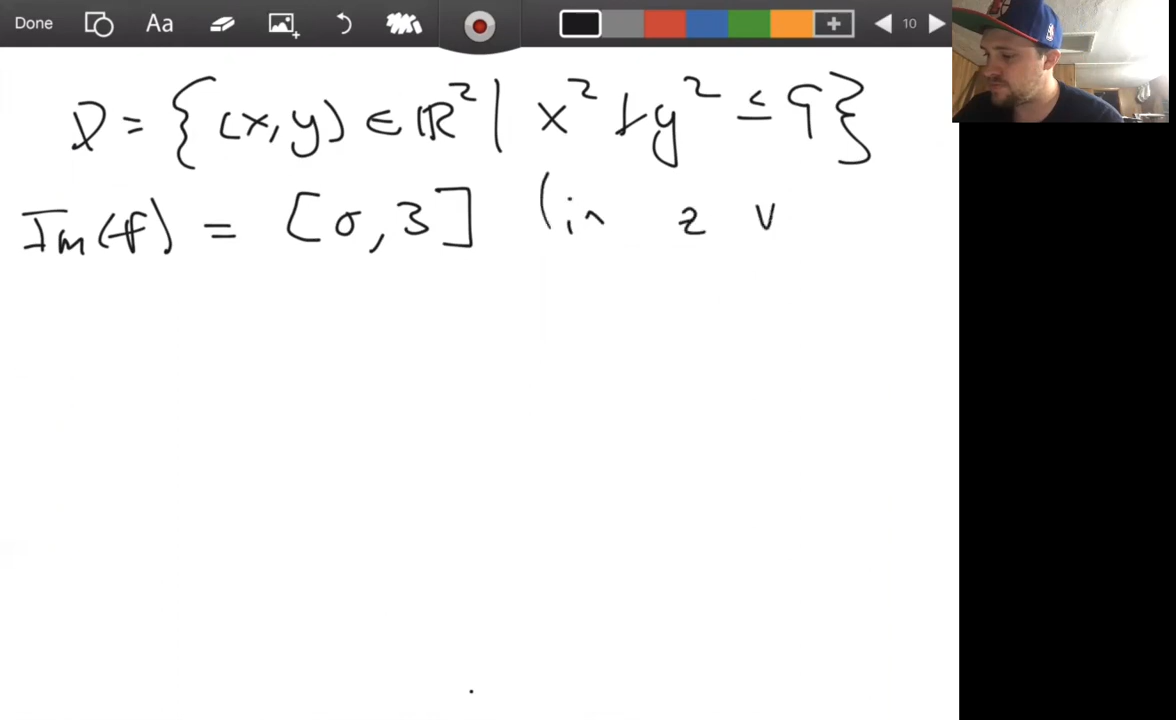 Done Aa 10
D = {(x,y) ∈ ℝ² | x² + y² ≤ 9}
Im(f) = [0,3] (in z v